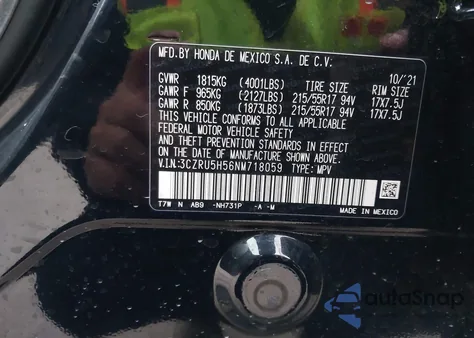 MFD. BY HONDA DE MEXICO S.A. DE C.V.
10/'21
GVWR 1815KG (4001LBS) TIRE SIZE RIM SIZE
GAWR F 965KG (2127LBS) 215/55R17 94V 17X7.5J
GAWR R 850KG (1873LBS) 215/55R17 94V 17X7.5J
THIS VEHICLE CONFORMS TO ALL APPLICABLE
FEDERAL MOTOR VEHICLE SAFETY, BUMPER,
AND THEFT PREVENTION STANDARDS IN EFFECT
ON THE DATE OF MANUFACTURE SHOWN ABOVE.
V.I.N.: 3CZRU5H56NM718059 TYPE: MPV
T7W N AB9 -NH731P -A -M
MADE IN MEXICO
autoSnap